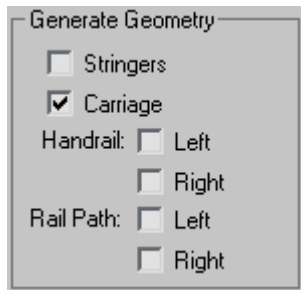 Generate Geometry
Stringers
Carriage
Handrail: Left
Right
Rail Path: Left
Right